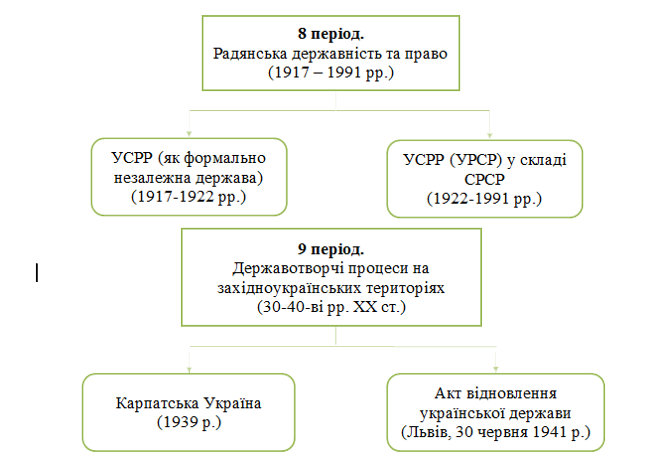 8 період.
Радянська державність та право
(1917 – 1991 рр.)
УСРР (як формально
незалежна держава)
(1917-1922 рр.)
УСРР (УРСР) у складі
СРСР
(1922-1991 рр.)
9 період.
Державотворчі процеси на
західноукраїнських територіях
(30-40-ві рр. ХХ ст.)
Карпатська Україна
(1939 р.)
Акт відновлення
української держави
(Львів, 30 червня 1941 р.)